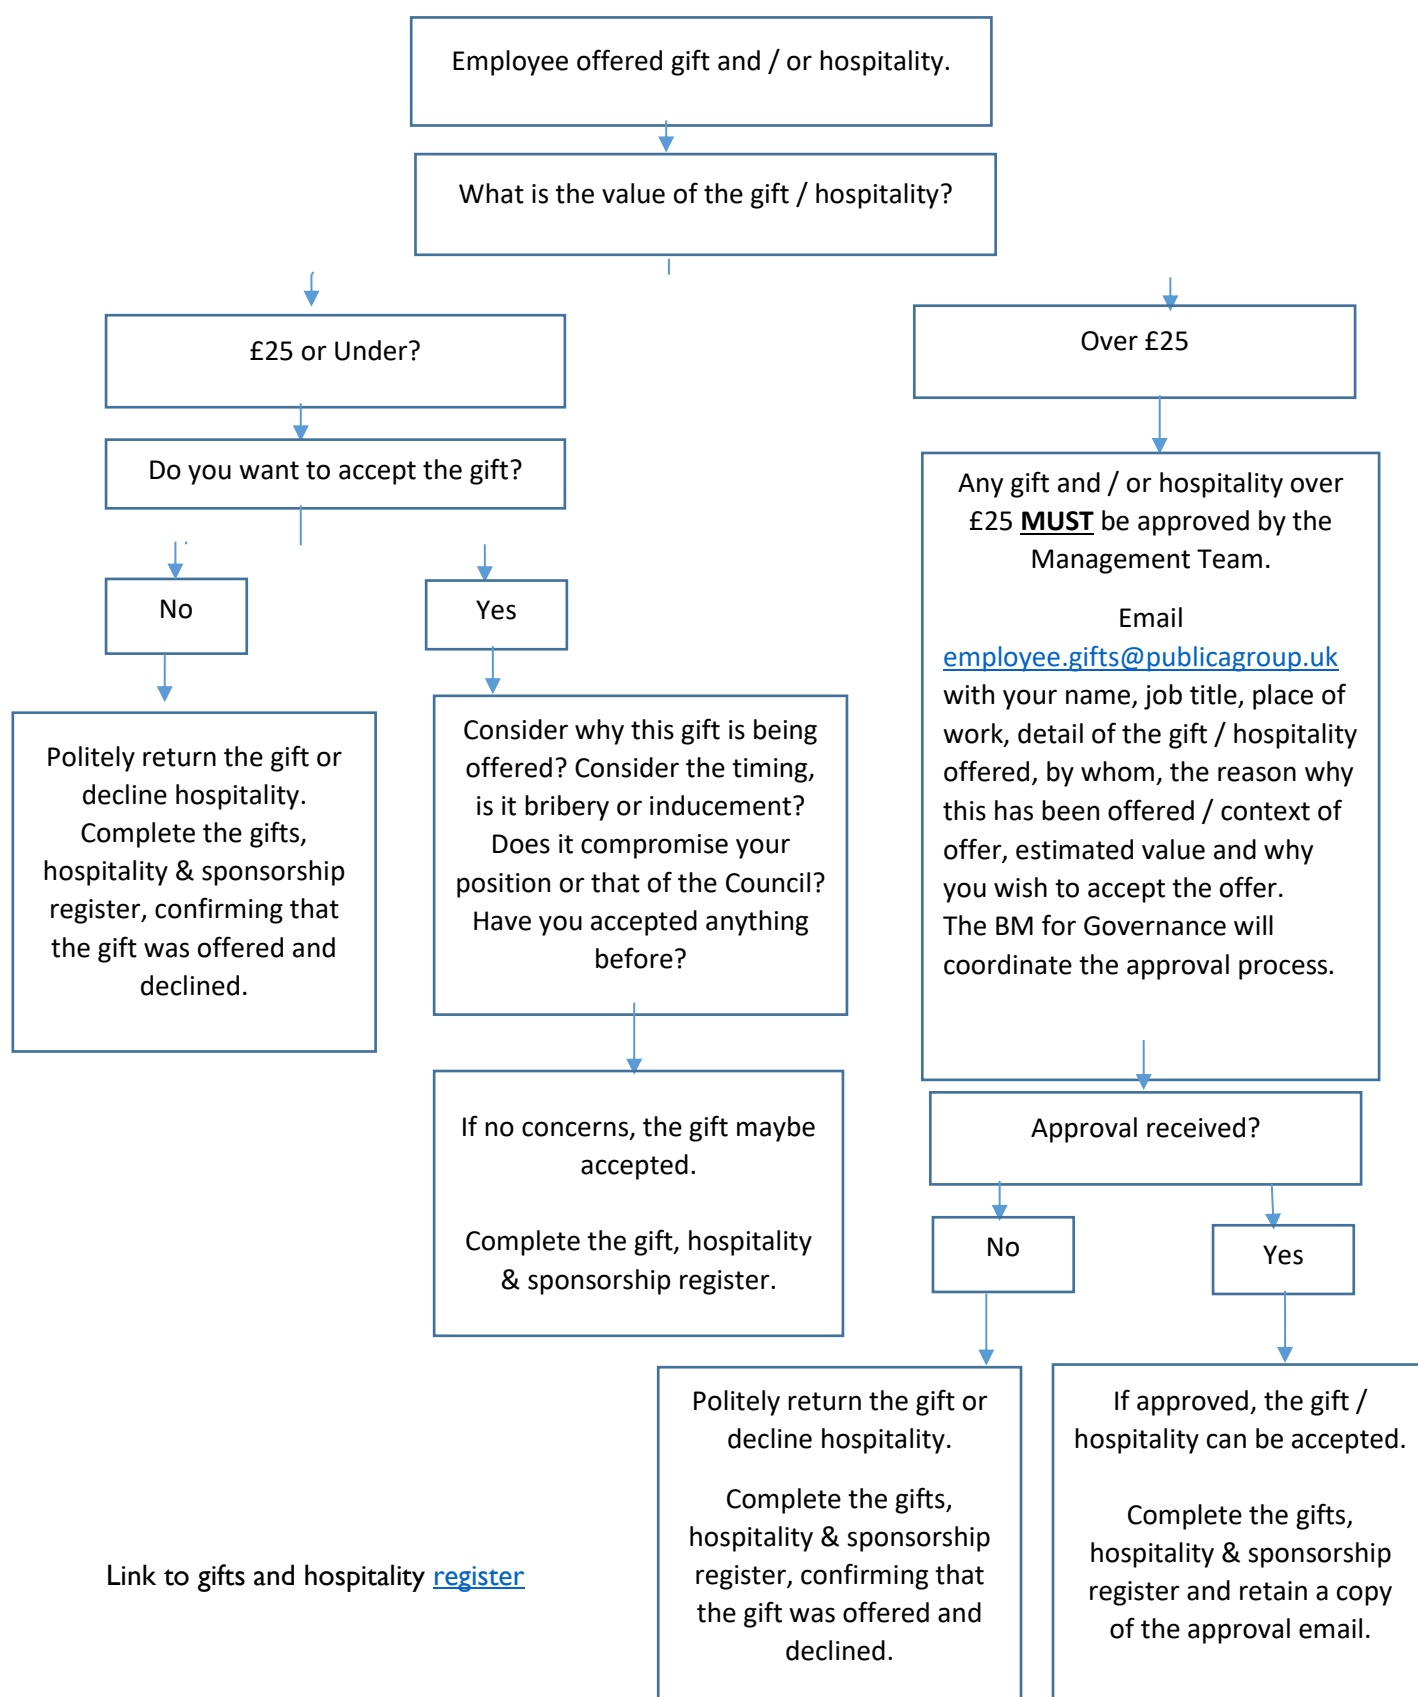 Employee offered gift and / or hospitality.
What is the value of the gift / hospitality?
£25 or Under?
Over £25
Do you want to accept the gift?
No
Yes
Politely return the gift or
decline hospitality.
Complete the gifts,
hospitality & sponsorship
register, confirming that
the gift was offered and
declined.
Consider why this gift is being
offered? Consider the timing,
is it bribery or inducement?
Does it compromise your
position or that of the Council?
Have you accepted anything
before?
If no concerns, the gift maybe
accepted.
Complete the gift, hospitality
& sponsorship register.
Any gift and / or hospitality over
£25 MUST be approved by the
Management Team.
Email
employee.gifts@publicagroup.uk
with your name, job title, place of
work, detail of the gift / hospitality
offered, by whom, the reason why
this has been offered / context of
offer, estimated value and why
you wish to accept the offer.
The BM for Governance will
coordinate the approval process.
Approval received?
No
Yes
Politely return the gift or
decline hospitality.
Complete the gifts,
hospitality & sponsorship
register, confirming that
the gift was offered and
declined.
If approved, the gift /
hospitality can be accepted.
Complete the gifts,
hospitality & sponsorship
register and retain a copy
of the approval email.
Link to gifts and hospitality register